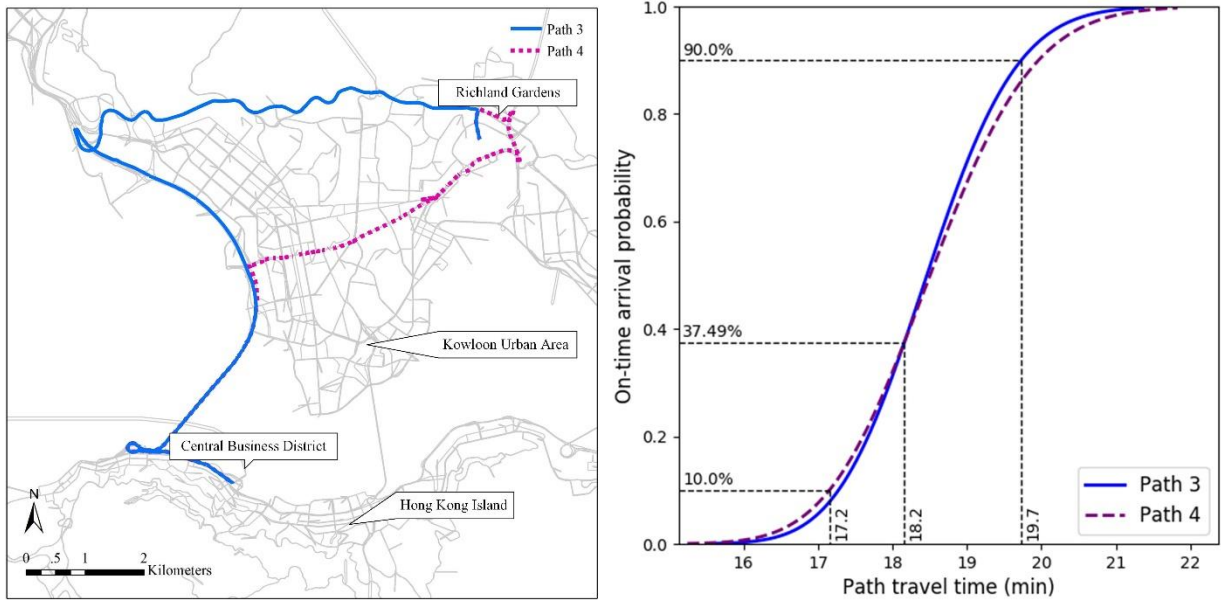 Path 3
Path 4
Richland Gardens
Kowloon Urban Area
Central Business District
Hong Kong Island
N
0 .5 1 2
Kilometers
1.0
90.0%
0.8
0.6
On-time arrival probability
0.4
37.49%
0.2
10.0%
0.0
17.2
18.2
19.7
Path 3
Path 4
16 17 18 19 20 21 22
Path travel time (min)